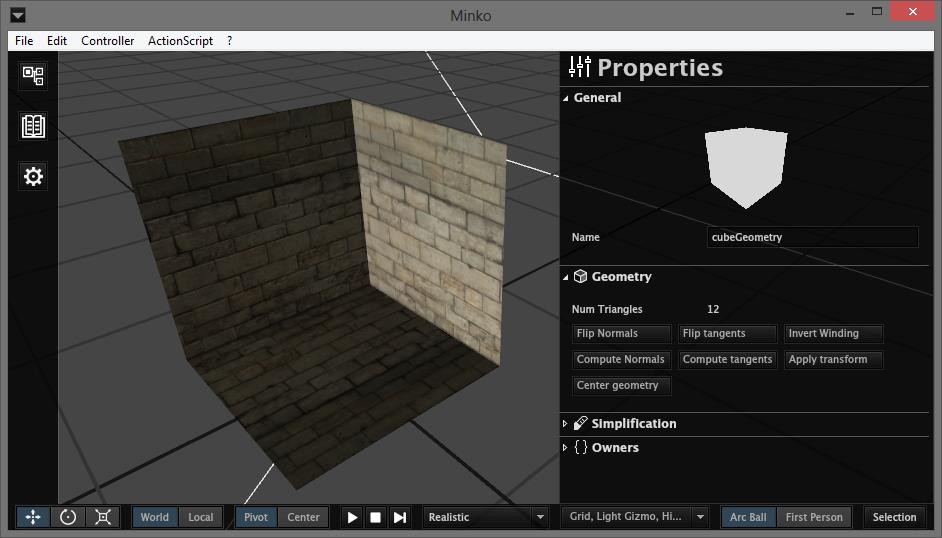 Minko
File Edit Controller ActionScript ?
Properties
General
Name cubeGeometry
Geometry
Num Triangles 12
Flip Normals Flip tangents Invert Winding
Compute Normals Compute tangents Apply transform
Center geometry
Simplification
Owners
World Local Pivot Center Realistic Grid, Light Gizmo, Hi... Arc Ball First Person Selection